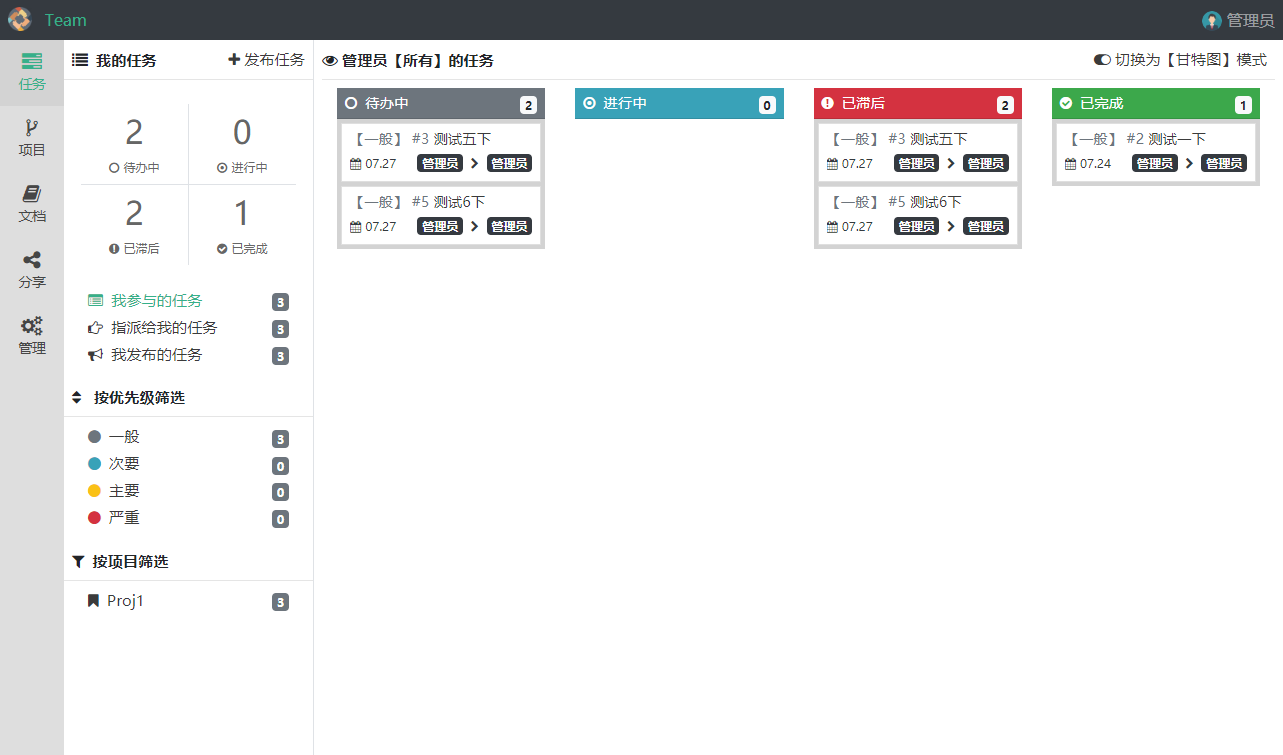 Team
管理员
任务
项目
文档
分享
管理
我的任务
发布任务
2
待办中
0
进行中
2
已滞后
1
已完成
我参与的任务 3
指派给我的任务 3
我发布的任务 3
按优先级筛选
一般 3
次要 0
主要 0
严重 0
按项目筛选
Proj1 3
管理员【所有】的任务
切换为【甘特图】模式
待办中 2
【一般】 #3 测试五下
07.27 管理员 管理员
【一般】 #5 测试6下
07.27 管理员 管理员
进行中 0
已滞后 2
【一般】 #3 测试五下
07.27 管理员 管理员
【一般】 #5 测试6下
07.27 管理员 管理员
已完成 1
【一般】 #2 测试一下
07.24 管理员 管理员